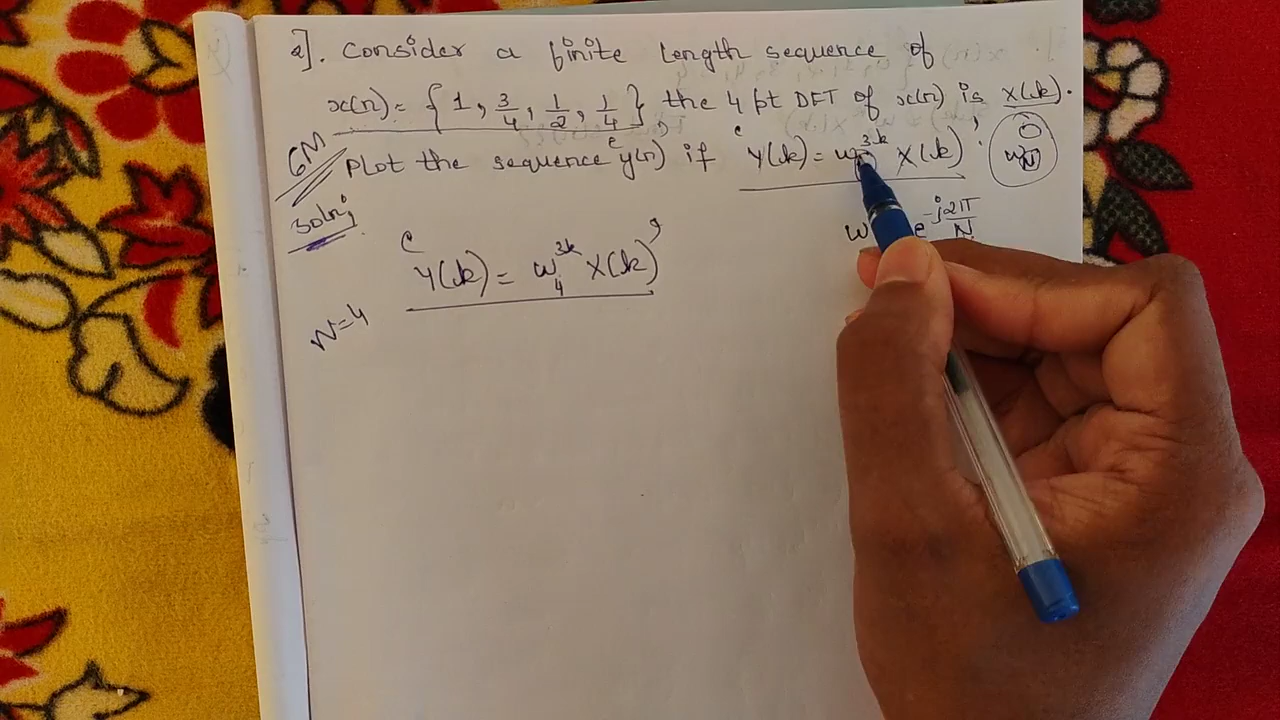 2]. Consider a finite length sequence of
x(n) = {1, 3/4, 1/2, 1/4} the 4 pt DFT of x(n) is X(k).
6M
Plot the sequence y(n) if Y(k) = W^3k X(k)
W N
Soln;
e^-j2π/N
Y(k) = W_4^3k X(k)
N=4